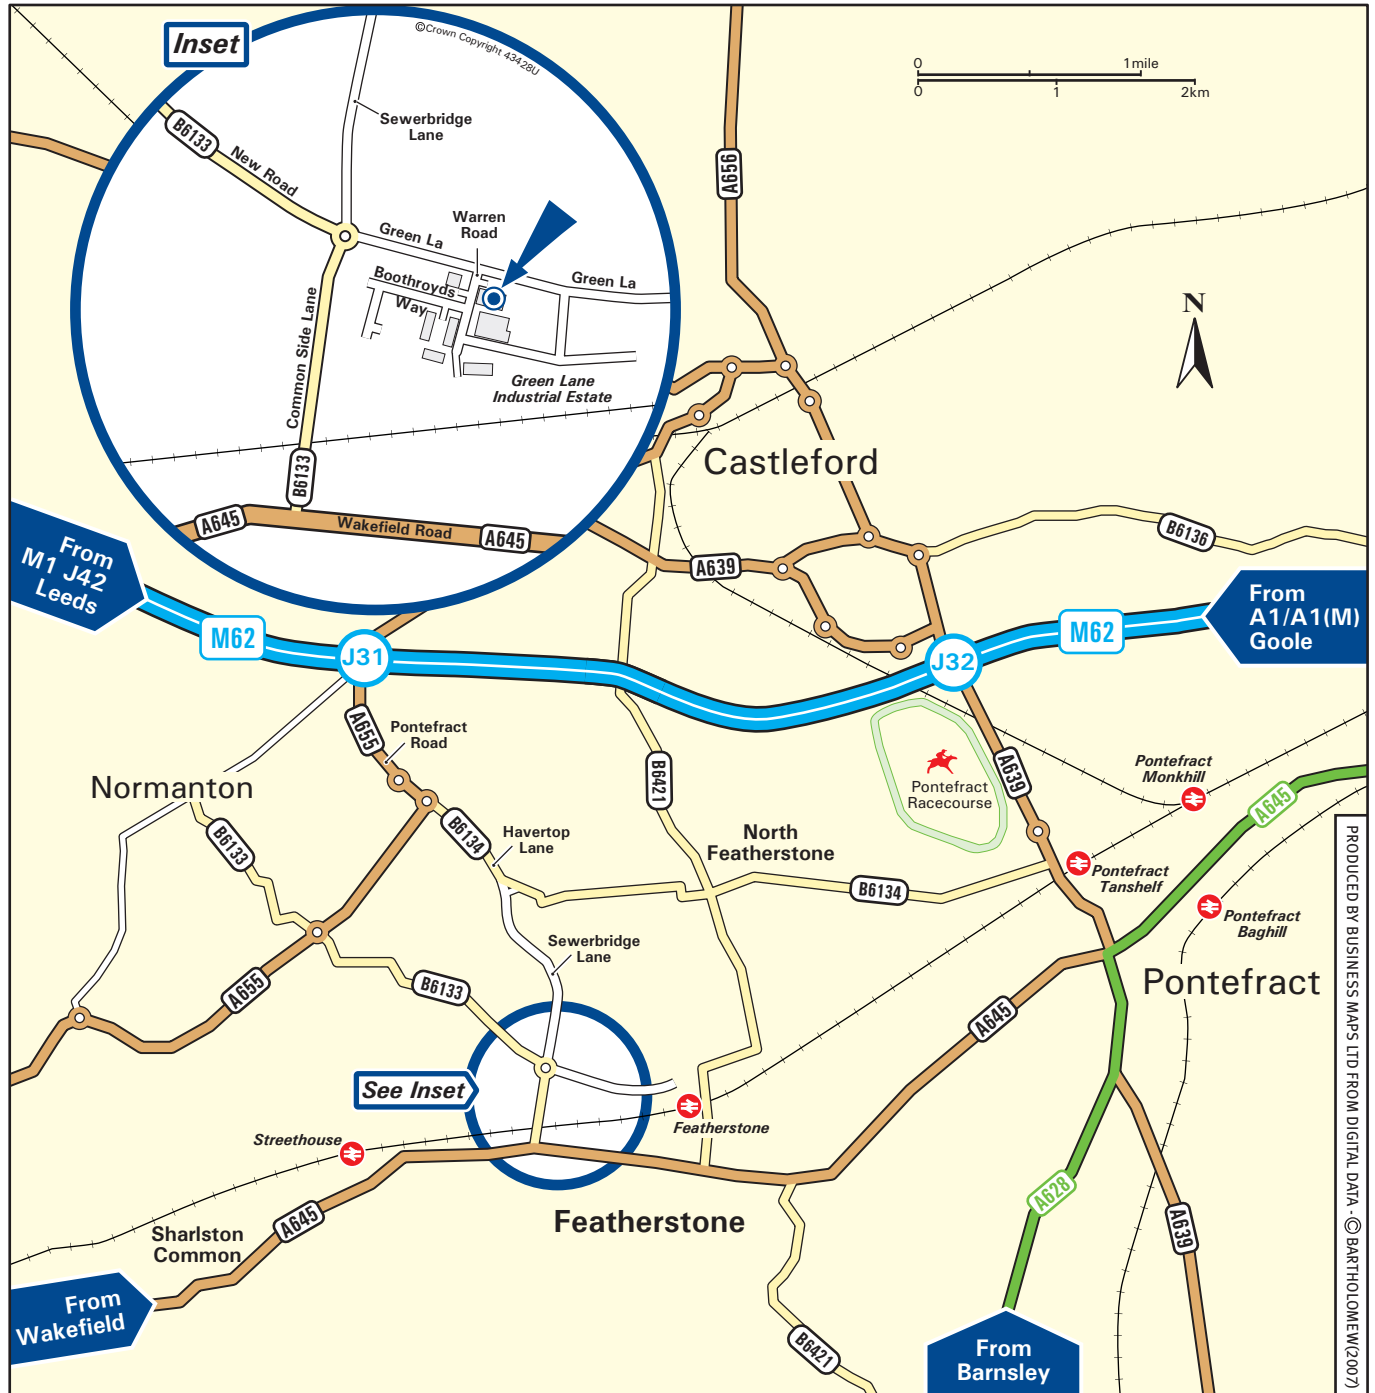 Inset
©Crown Copyright 43428U
0 1mile
0 1 2km
Sewerbridge
Lane
B6133
New Road
A656
Warren
Road
Green La
Green La
Boothroyds
Way
Common Side Lane
N
Green Lane
Industrial Estate
Castleford
B6133
A645
Wakefield Road
A645
B6136
From
M1 J42
Leeds
A639
From
A1/A1(M)
Goole
M62
M62
J31
J32
A655
Pontefract
Road
B6421
A639
Pontefract
Monkhill
Normanton
Pontefract
Racecourse
A645
B6133
B6134
Havertop
Lane
North
Featherstone
B6134
Pontefract
Tanshelf
Pontefract
Baghill
Sewerbridge
Lane
A655
B6133
Pontefract
A645
See Inset
Streethouse
Featherstone
A628
A645
Sharlston
Common
Featherstone
A639
From
Wakefield
B6421
From
Barnsley
PRODUCED BY BUSINESS MAPS LTD FROM DIGITAL DATA - © BARTHOLOMEW(2007)